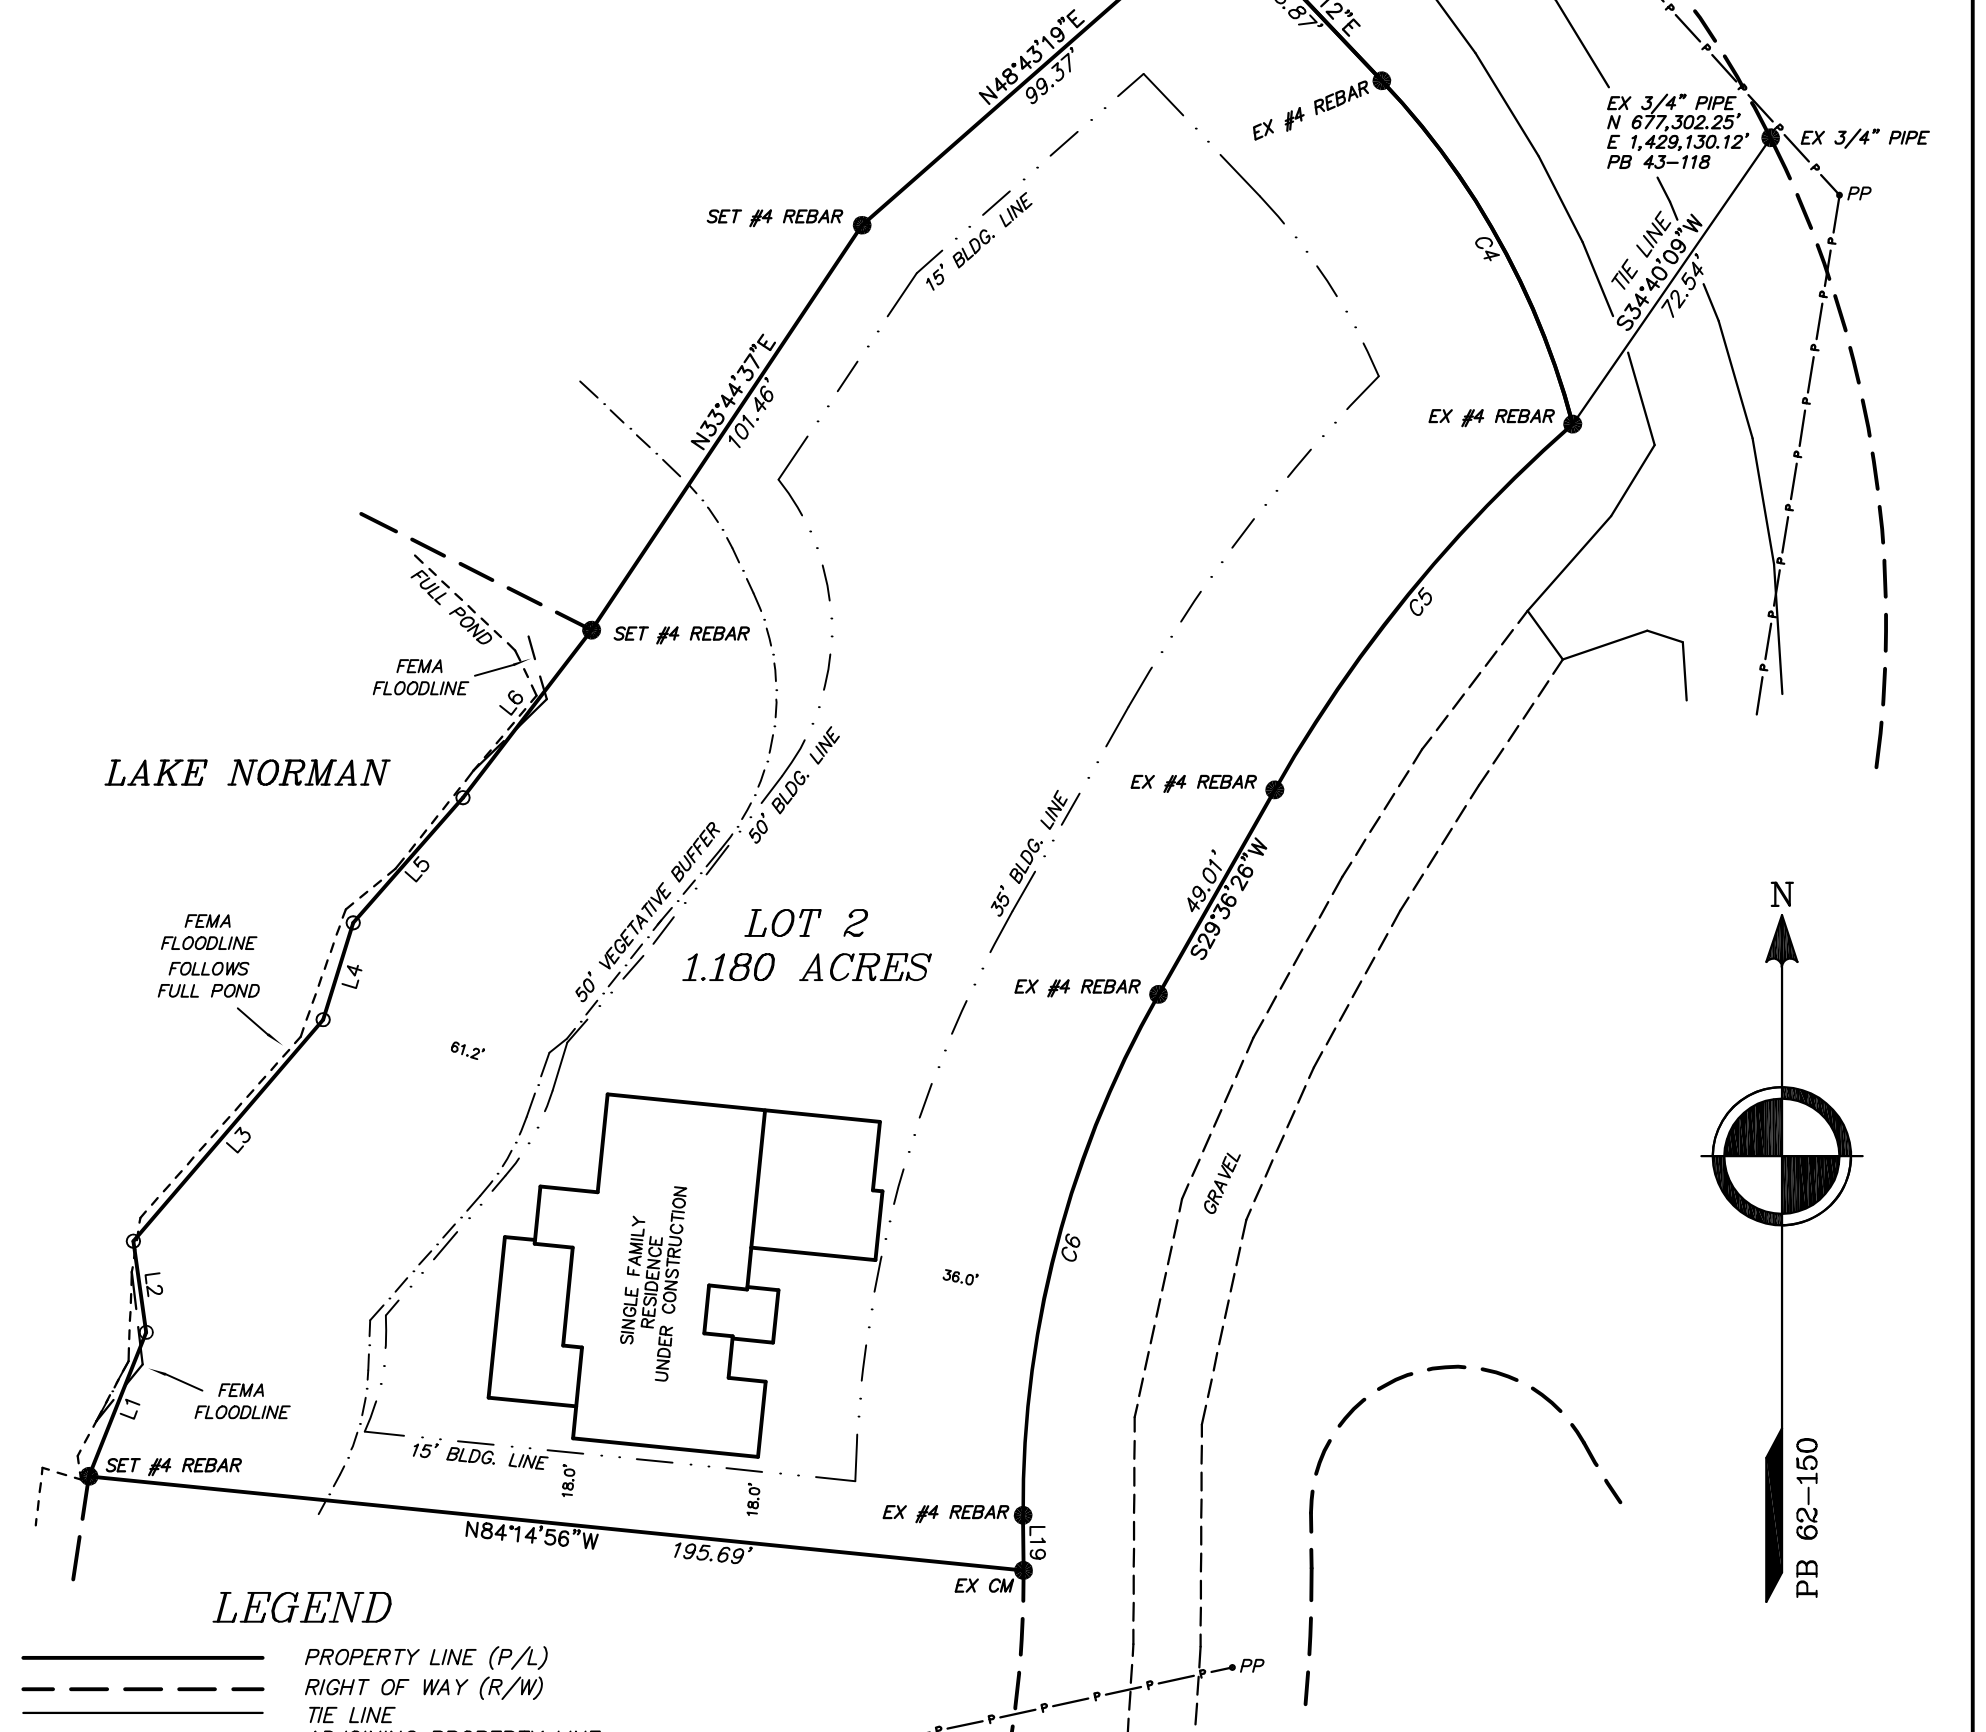 N48°43'19"E
99.37'
12"E
.87'
EX #4 REBAR
EX 3/4" PIPE
N 677,302.25'
E 1,429,130.12'
PB 43-118
EX 3/4" PIPE
PP
SET #4 REBAR
15' BLDG. LINE
C4
TIE LINE
S34°40'09"W
72.54'
N33°44'37"E
101.46'
EX #4 REBAR
P
FULL POND
SET #4 REBAR
FEMA
FLOODLINE
L6
C5
LAKE NORMAN
EX #4 REBAR
50' BLDG. LINE
50' VEGETATIVE BUFFER
35' BLDG. LINE
L5
49.01'
S29°36'26"W
N
FEMA
FLOODLINE
FOLLOWS
FULL POND
LOT 2
1.180 ACRES
L4
EX #4 REBAR
61.2'
L3
GRAVEL
C6
SINGLE FAMILY
RESIDENCE
UNDER CONSTRUCTION
36.0'
L2
FEMA
FLOODLINE
L1
SET #4 REBAR
15' BLDG. LINE
18.0'
18.0'
EX #4 REBAR
L19
PB 62-150
N84°14'56"W
195.69'
EX CM
LEGEND
PROPERTY LINE (P/L)
RIGHT OF WAY (R/W)
TIE LINE
ADJOINING PROPERTY LINE
PP
P P P P P P